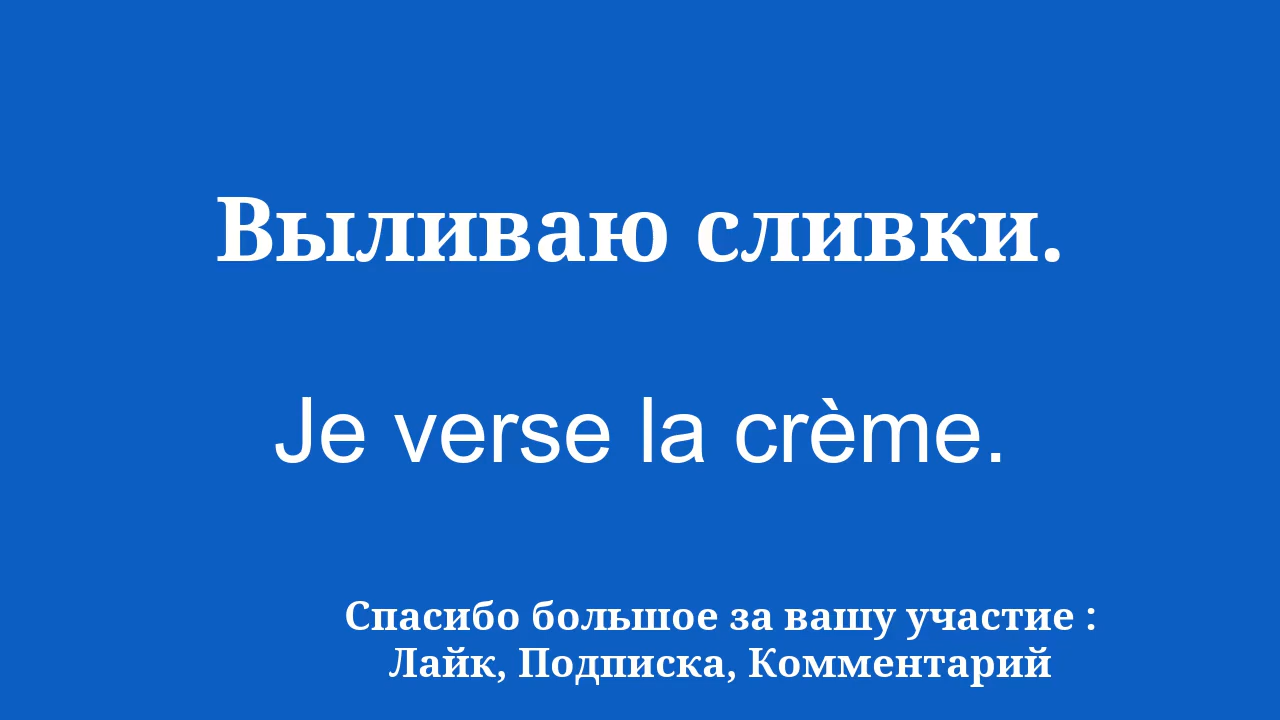 Выливаю сливки.
Je verse la crème.
Спасибо большое за вашу участие :
Лайк, Подписка, Комментарий